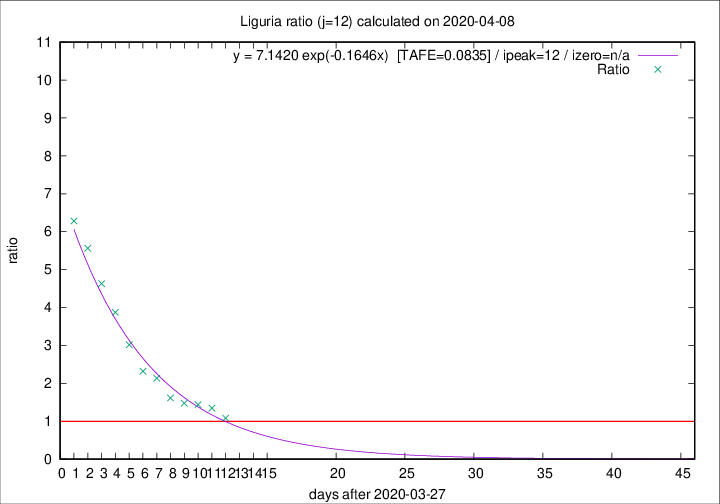 Liguria ratio (j=12) calculated on 2020-04-08
y = 7.1420 exp(-0.1646x) [TAFE=0.0835] / ipeak=12 / izero=n/a
Ratio
11
10
9
8
7
6
5
4
3
2
1
0
ratio
0 1 2 3 4 5 6 7 8 9 10 11 12 13 14 15 20 25 30 35 40 45
days after 2020-03-27